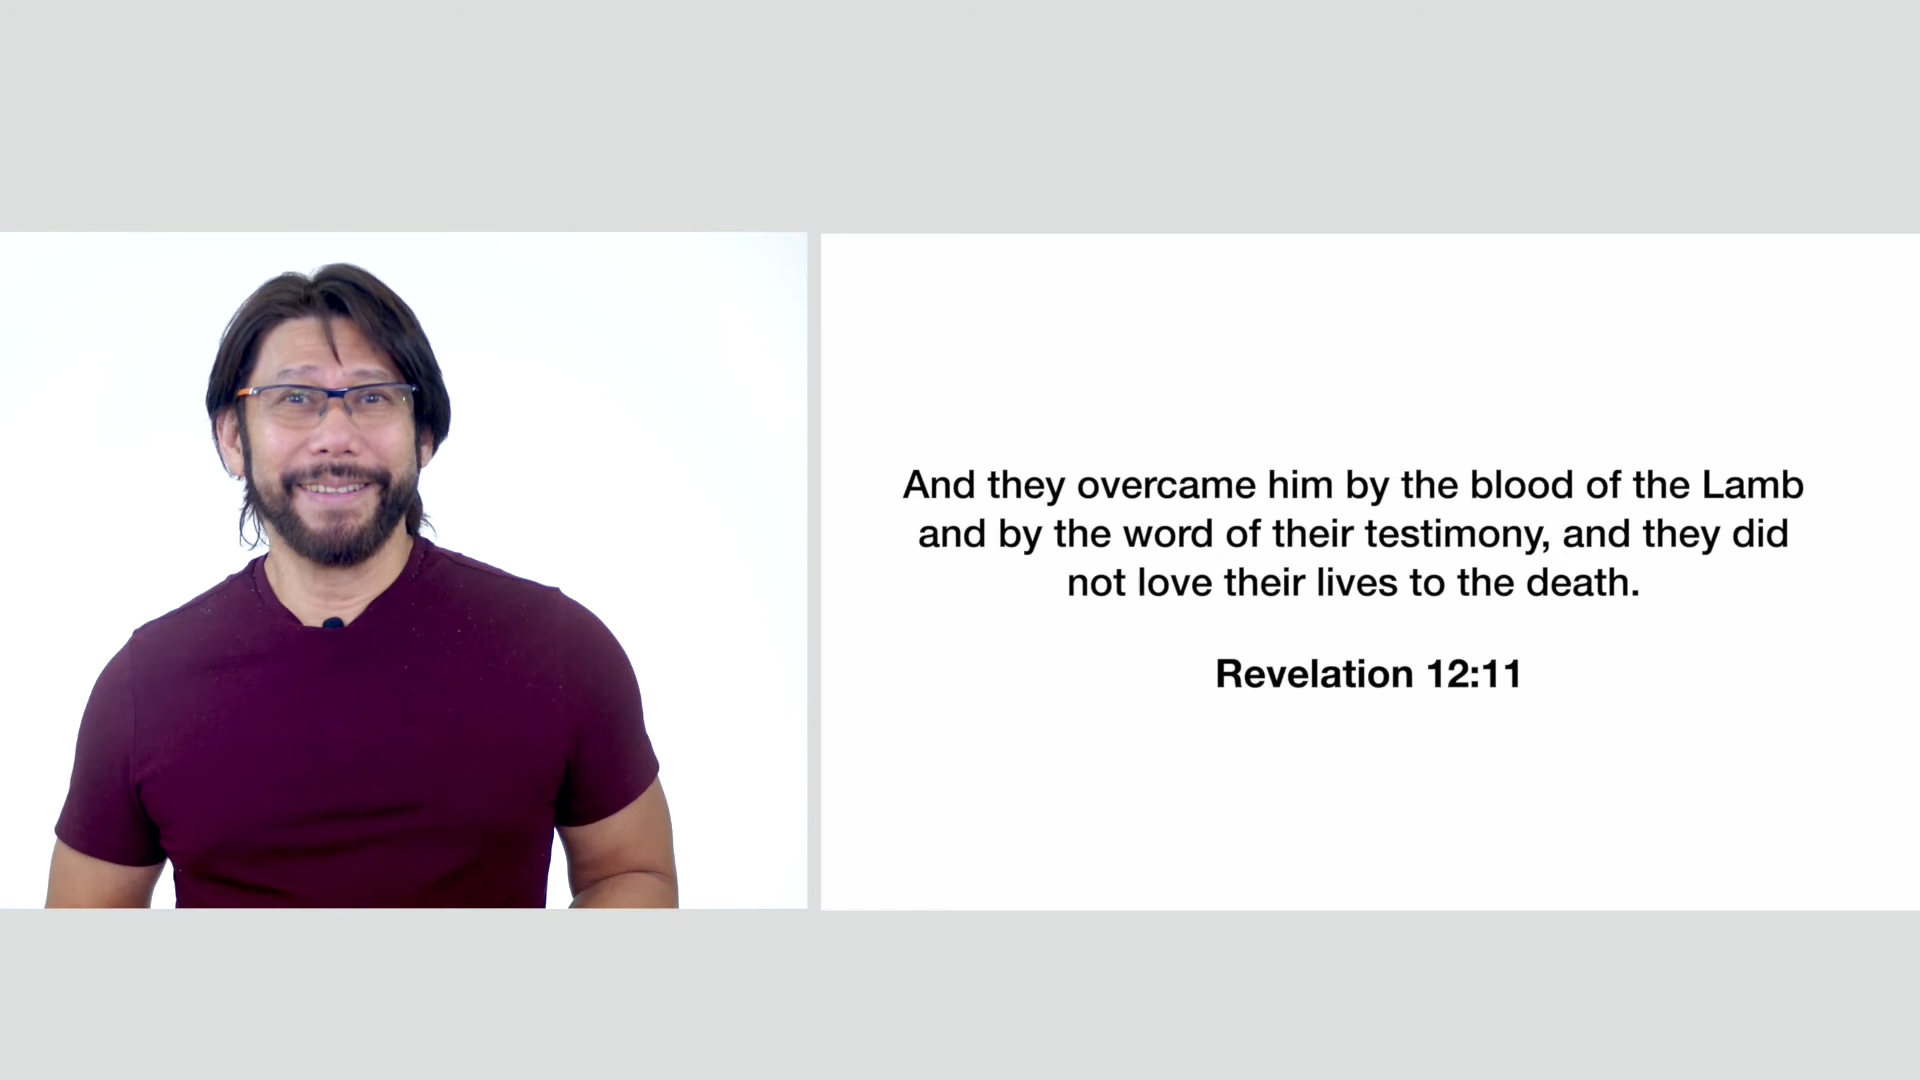 And they overcame him by the blood of the Lamb
and by the word of their testimony, and they did
not love their lives to the death.
Revelation 12:11